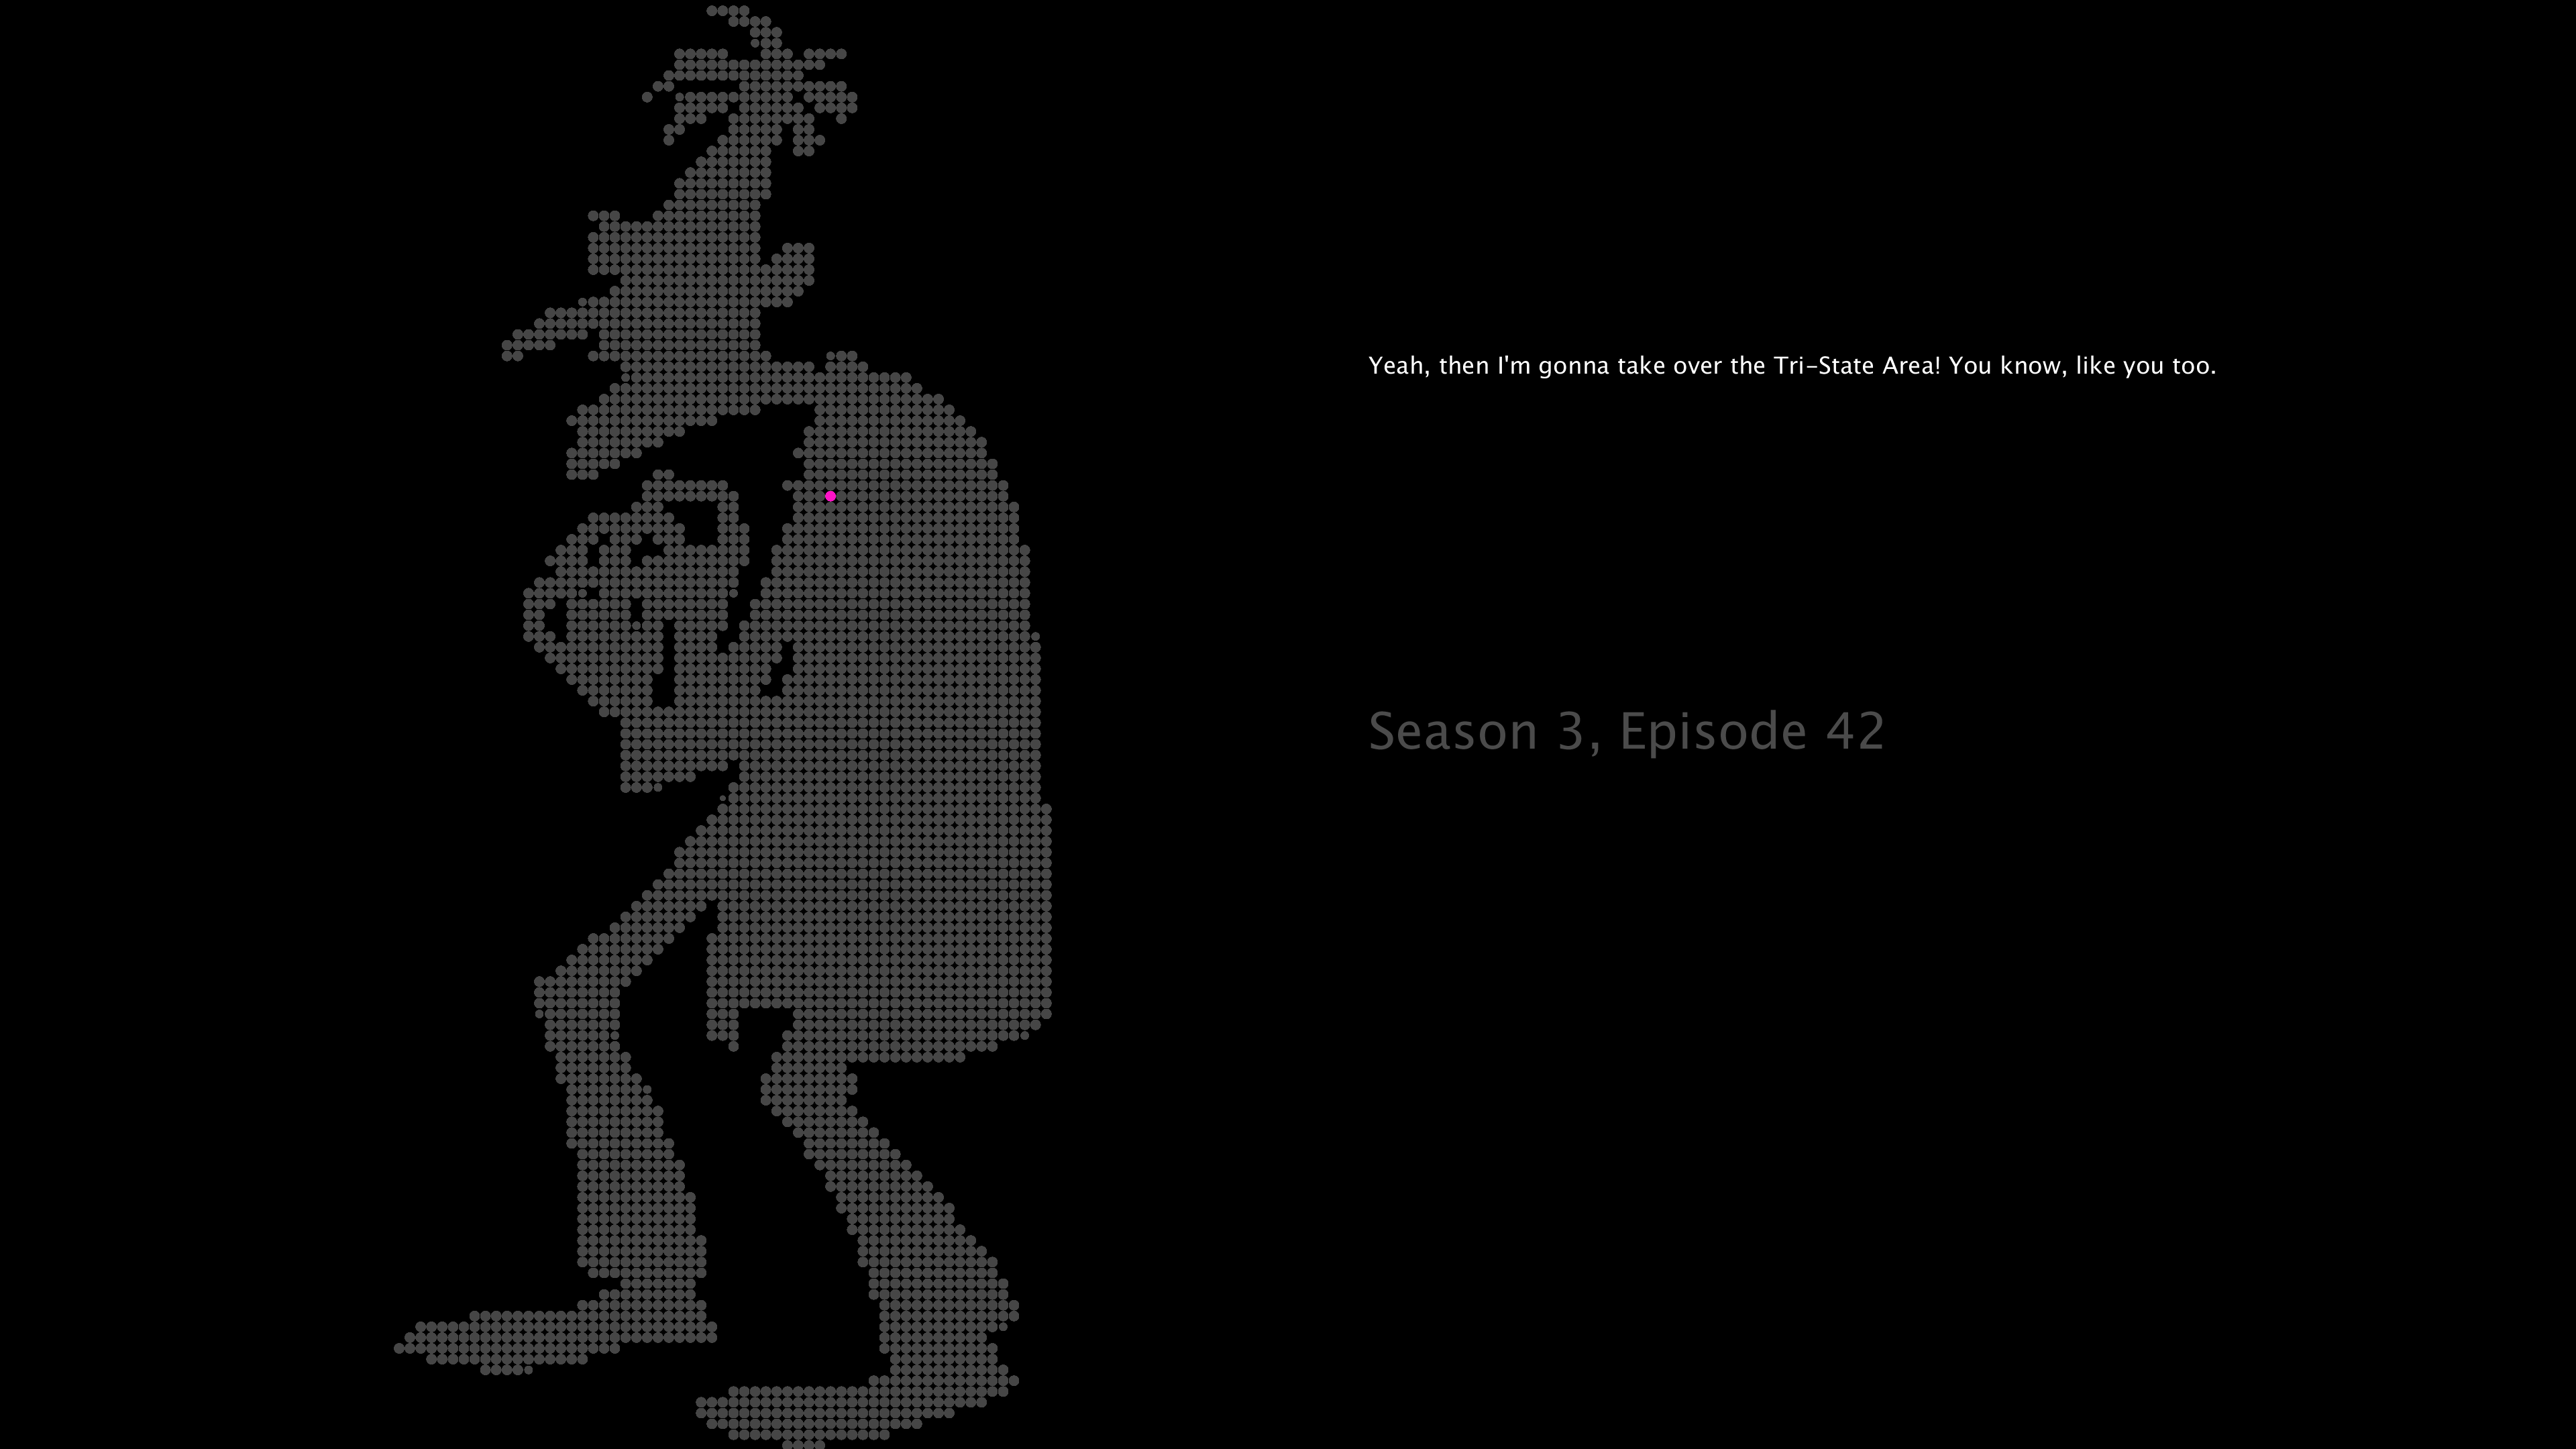 Yeah, then I'm gonna take over the Tri-State Area! You know, like you too.
Season 3, Episode 42